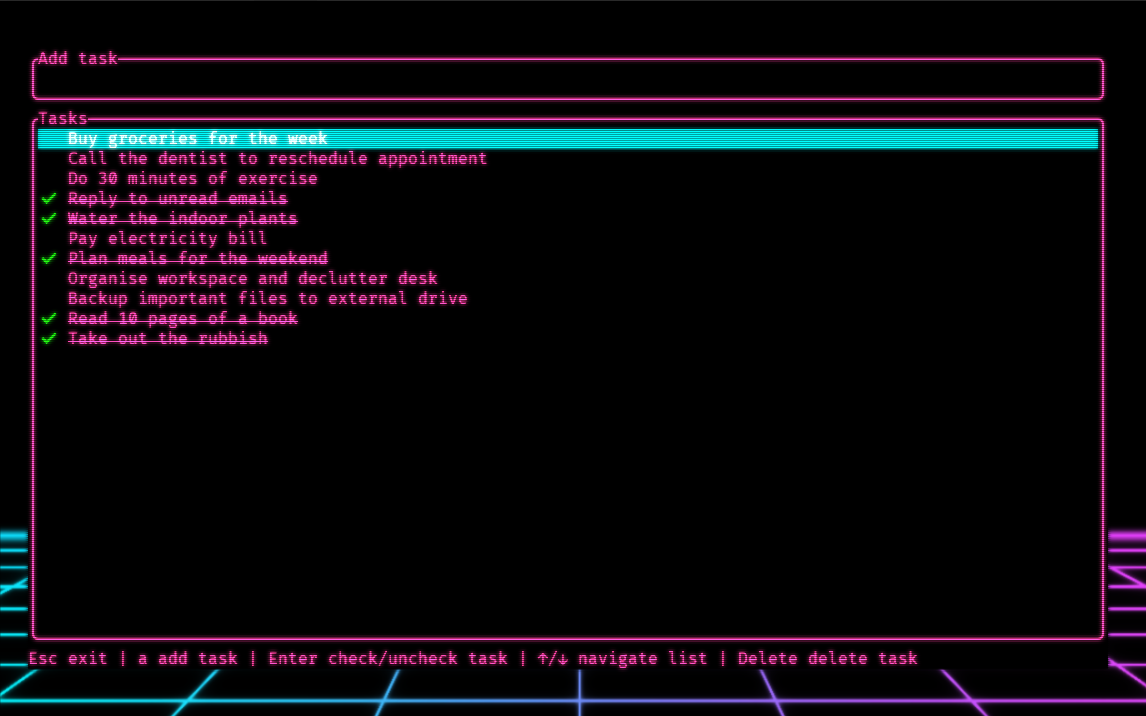 Add task
Tasks
Buy groceries for the week
Call the dentist to reschedule appointment
Do 30 minutes of exercise
✓ Reply to unread emails
✓ Water the indoor plants
Pay electricity bill
✓ Plan meals for the weekend
Organise workspace and declutter desk
Backup important files to external drive
✓ Read 10 pages of a book
✓ Take out the rubbish
Esc exit | a add task | Enter check/uncheck task | ↑/↓ navigate list | Delete delete task